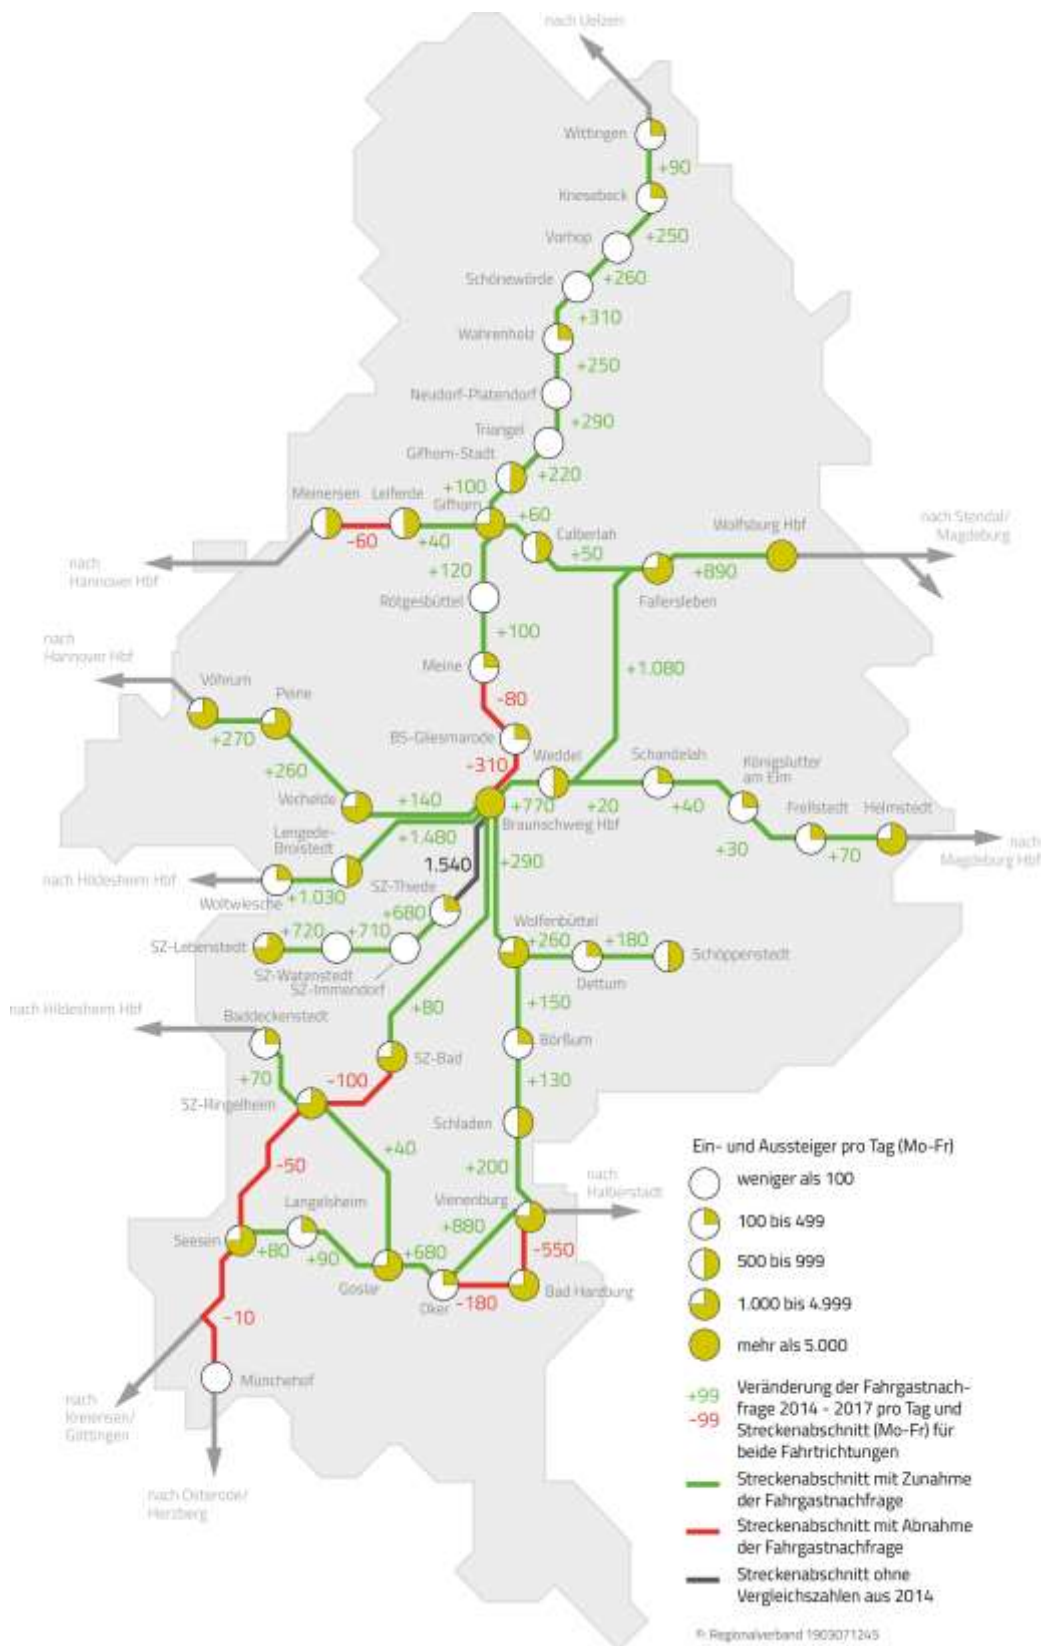 nach Uelzen
Wittingen
+90
Knesebeck
+250
Vorhop
+260
Schönewörde
+310
Wahrenholz
+250
Neudorf-Platendorf
+290
Triangel
Gifhorn-Stadt
+220
+100
Meinersen
Leiferde
Gifhorn
+60
Calberlah
Wolfsburg Hbf
nach Stendal/
Magdeburg
-60
+40
+50
+890
nach
Hannover Hbf
+120
Rötgesbüttel
Fallersleben
+100
nach
Hannover Hbf
Meine
+1.080
Vöhrum
Peine
-80
+270
BS-Gliesmarode
Weddel
Schandelah
Königslutter
am Elm
+260
-310
Vechelde
+140
+770
+20
+40
Frellstedt
Helmstedt
Braunschweig Hbf
Lengede-
Broistedt
+1.480
+30
+70
nach
Magdeburg Hbf
1.540
+290
nach Hildesheim Hbf
Woltwiesche
+1.030
SZ-Thiede
+680
Wolfenbüttel
SZ-Lebenstedt
+720
+710
+260
+180
Schöppenstedt
SZ-Watenstedt
SZ-Immendorf
Dettum
nach Hildesheim Hbf
+80
+150
Baddeckenstedt
Börßum
SZ-Bad
+70
-100
+130
SZ-Ringelheim
Schladen
+40
-50
+200
nach
Halberstadt
Langelsheim
Vienenburg
Seesen
+880
+80
+90
+680
-550
Goslar
Oker
-180
Bad Harzburg
-10
Münchehof
nach
Kreiensen/
Göttingen
nach Osterode/
Herzberg
Ein- und Aussteiger pro Tag (Mo-Fr)
weniger als 100
100 bis 499
500 bis 999
1.000 bis 4.999
mehr als 5.000
+99
-99
Veränderung der Fahrgastnach-
frage 2014 - 2017 pro Tag und
Streckenabschnitt (Mo-Fr) für
beide Fahrtrichtungen
Streckenabschnitt mit Zunahme
der Fahrgastnachfrage
Streckenabschnitt mit Abnahme
der Fahrgastnachfrage
Streckenabschnitt ohne
Vergleichszahlen aus 2014
© Regionalverband 1903071245